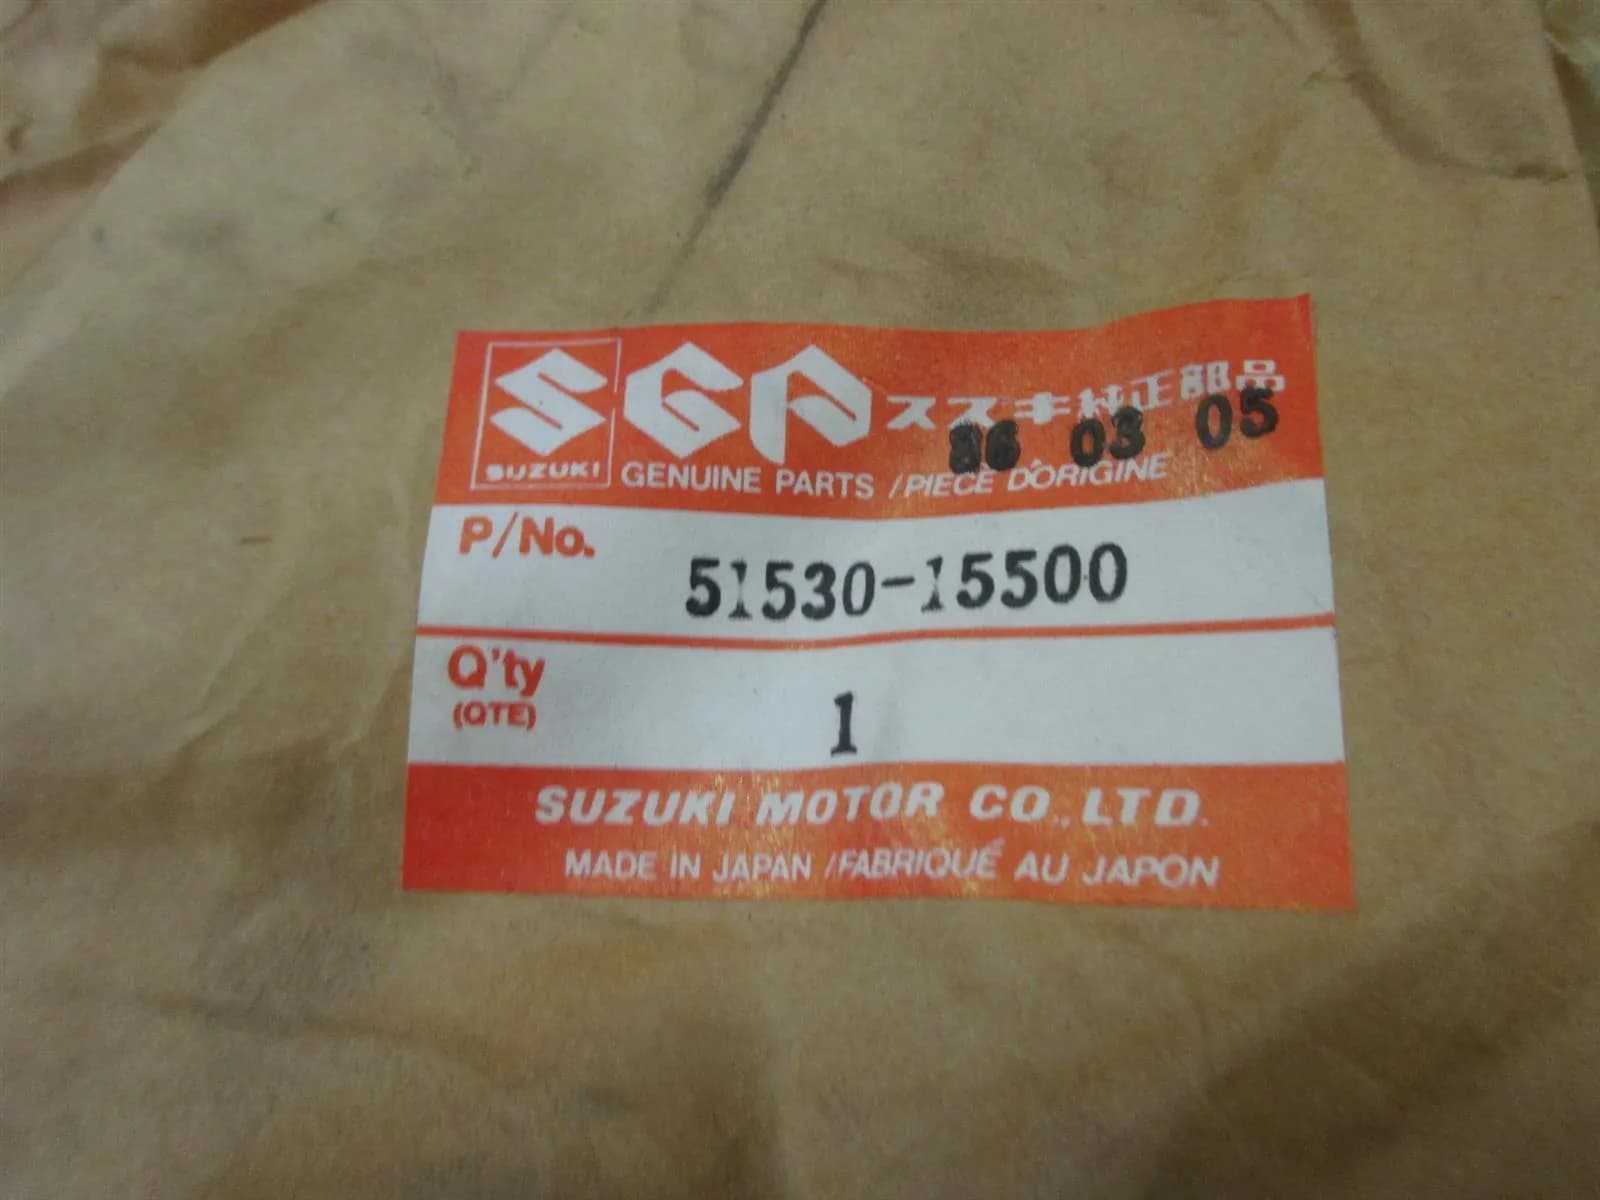 SUZUKI
SGP スズキ純正部品
86 03 05
GENUINE PARTS / PIECE D'ORIGINE
P/No. 51530-15500
Q'ty 1
(QTE)
SUZUKI MOTOR CO., LTD.
MADE IN JAPAN / FABRIQUÉ AU JAPON